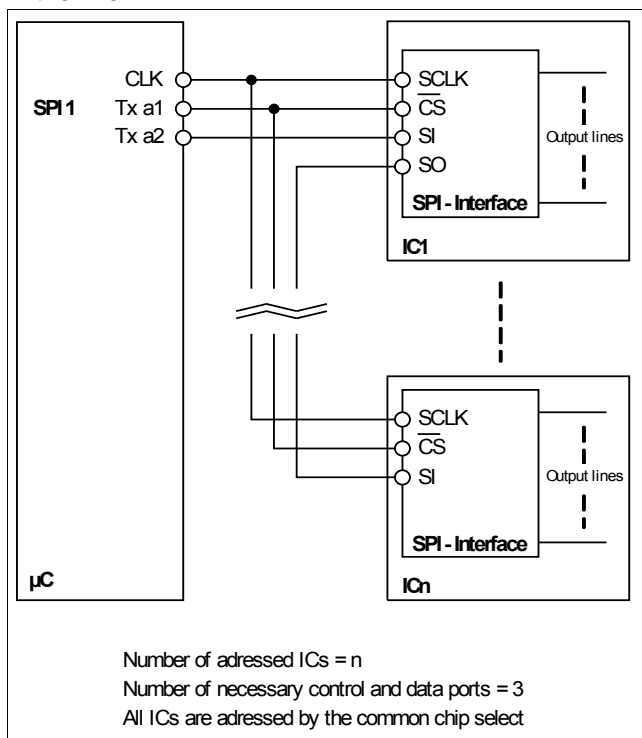 CLK
SPI 1
Tx a1
Tx a2
µC
SCLK
CS
SI
SO
Output lines
SPI - Interface
IC1
SCLK
CS
SI
Output lines
SPI - Interface
ICn
Number of adressed ICs = n
Number of necessary control and data ports = 3
All ICs are adressed by the common chip select